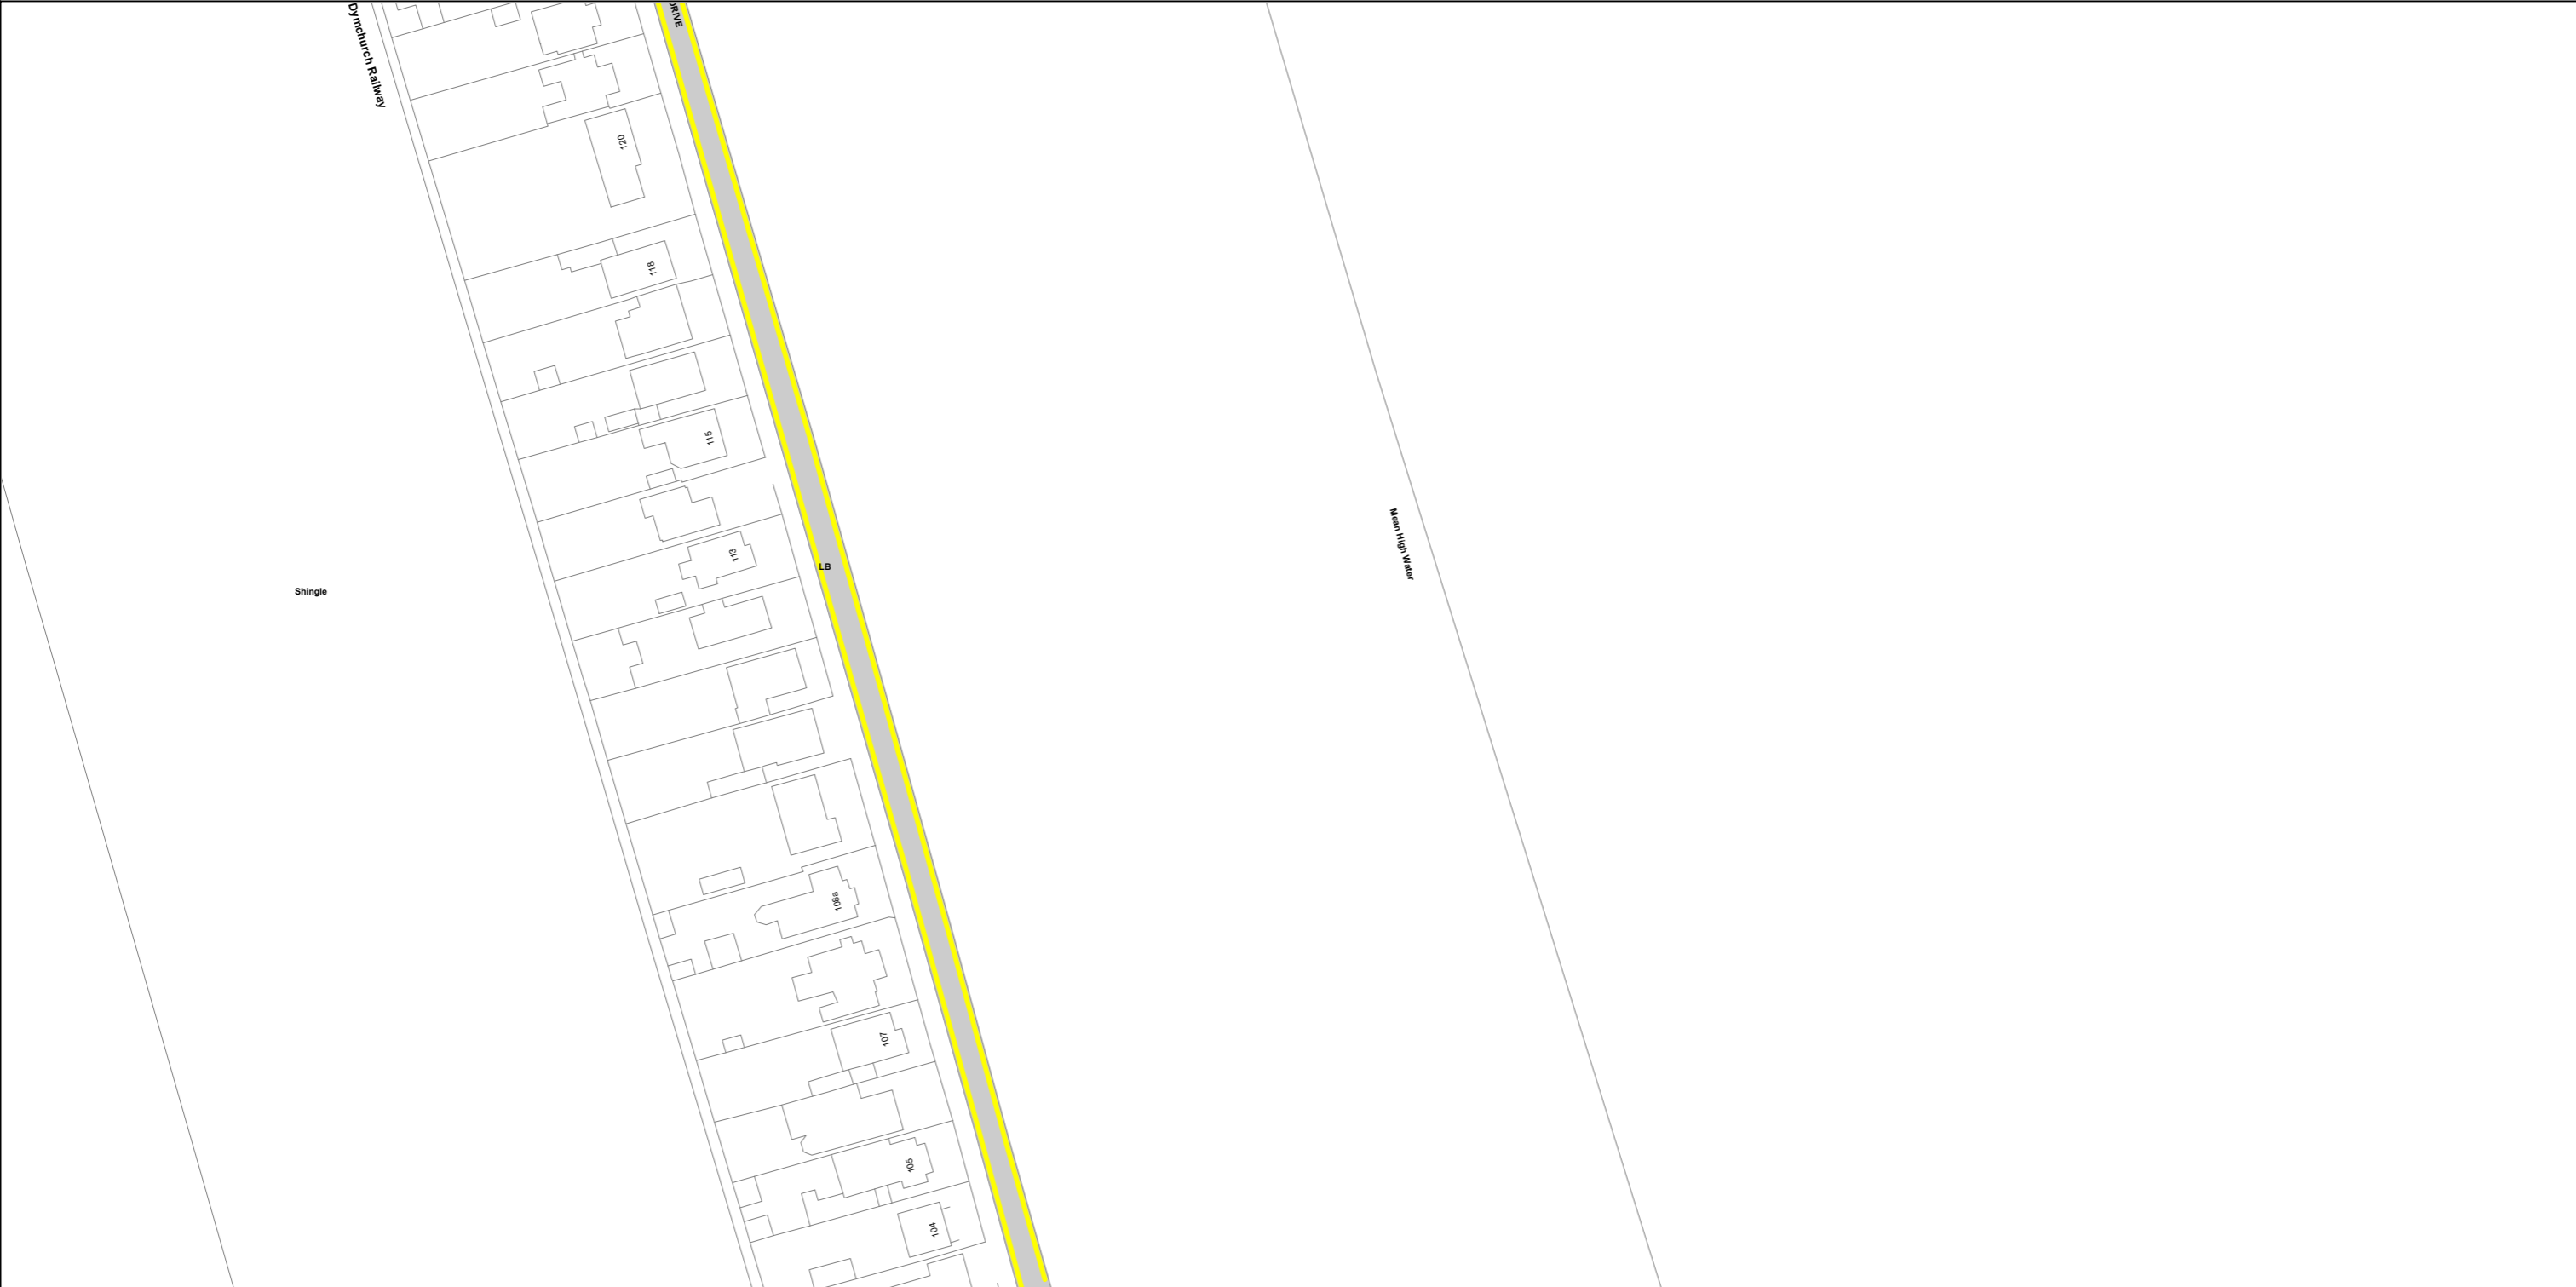 Dymchurch Railway
DRIVE
120
118
115
113
LB
Mean High Water
Shingle
108a
107
105
104